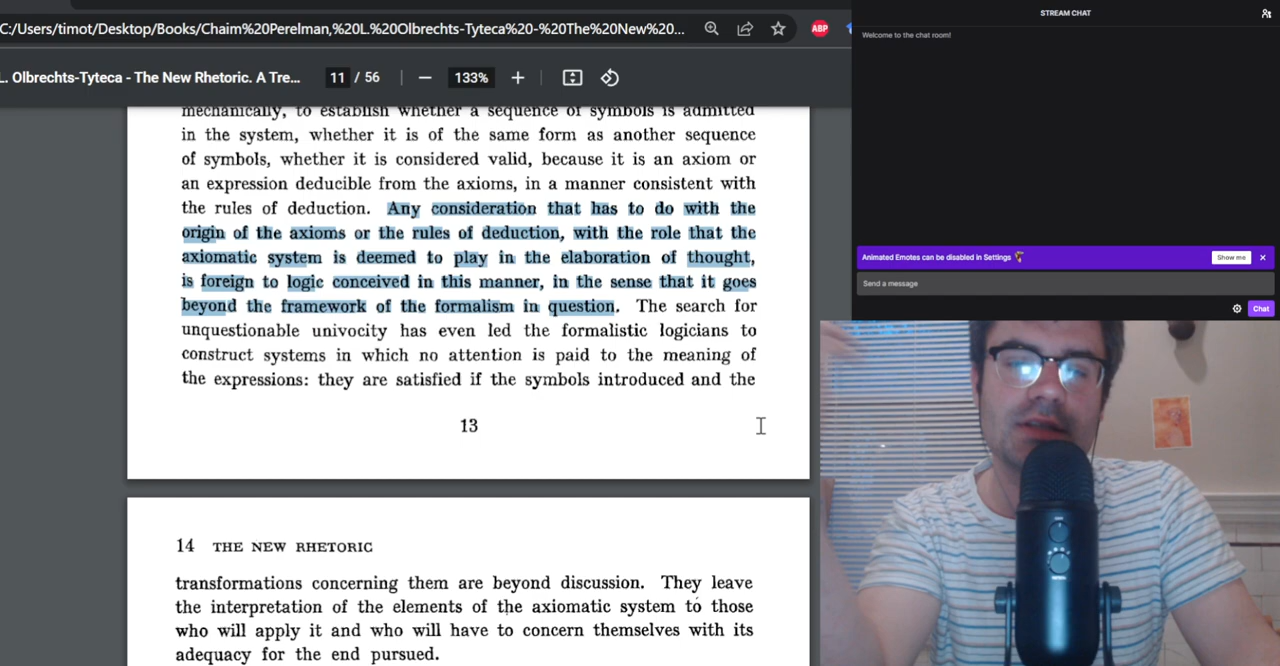 C:/Users/timot/Desktop/Books/Chaim%20Perelman,%20L.%20Olbrechts-Tyteca%20-%20The%20New%20...
ABP
L. Olbrechts-Tyteca - The New Rhetoric. A Tre...
11 / 56
133%
mechanically, to establish whether a sequence of symbols is admitted
in the system, whether it is of the same form as another sequence
of symbols, whether it is considered valid, because it is an axiom or
an expression deducible from the axioms, in a manner consistent with
the rules of deduction. Any consideration that has to do with the
origin of the axioms or the rules of deduction, with the role that the
axiomatic system is deemed to play in the elaboration of thought,
is foreign to logic conceived in this manner, in the sense that it goes
beyond the framework of the formalism in question. The search for
unquestionable univocity has even led the formalistic logicians to
construct systems in which no attention is paid to the meaning of
the expressions: they are satisfied if the symbols introduced and the
13
14 THE NEW RHETORIC
transformations concerning them are beyond discussion. They leave
the interpretation of the elements of the axiomatic system to those
who will apply it and who will have to concern themselves with its
adequacy for the end pursued.
STREAM CHAT
Welcome to the chat room!
Animated Emotes can be disabled in Settings
Show me
Send a message
Chat